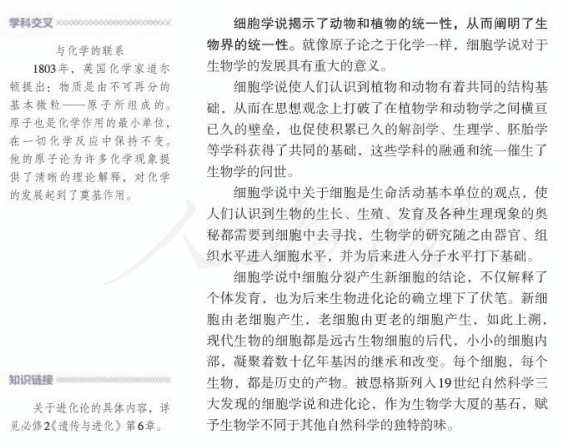 学科交叉
与化学的联系
1803年，英国化学家道尔
顿提出：物质是由不可再分的
基本微粒——原子所组成的。
原子也是化学作用的最小单位，
在一切化学反应中保持不变。
他的原子论为许多化学现象提
供了清晰的理论解释，对化学
的发展起到了奠基作用。
知识链接
关于进化论的具体内容，详
见必修2《遗传与进化》第6章。
细胞学说揭示了动物和植物的统一性，从而阐明了生
物界的统一性。就像原子论之于化学一样，细胞学说对于
生物学的发展具有重大的意义。
细胞学说使人们认识到植物和动物有着共同的结构基
础，从而在思想观念上打破了在植物学和动物学之间横亘
已久的壁垒，也促使积累已久的解剖学、生理学、胚胎学
等学科获得了共同的基础，这些学科的融通和统一催生了
生物学的问世。
细胞学说中关于细胞是生命活动基本单位的观点，使
人们认识到生物的生长、生殖、发育及各种生理现象的奥
秘都需要到细胞中去寻找，生物学的研究随之由器官、组
织水平进入细胞水平，并为后来进入分子水平打下基础。
细胞学说中细胞分裂产生新细胞的结论，不仅解释了
个体发育，也为后来生物进化论的确立埋下了伏笔。新细
胞由老细胞产生，老细胞由更老的细胞产生，如此上溯，
现代生物的细胞都是远古生物细胞的后代，小小的细胞内
部，凝聚着数十亿年基因的继承和改变。每个细胞，每个
生物，都是历史的产物。被恩格斯列入19世纪自然科学三
大发现的细胞学说和进化论，作为生物学大厦的基石，赋
予生物学不同于其他自然科学的独特韵味。